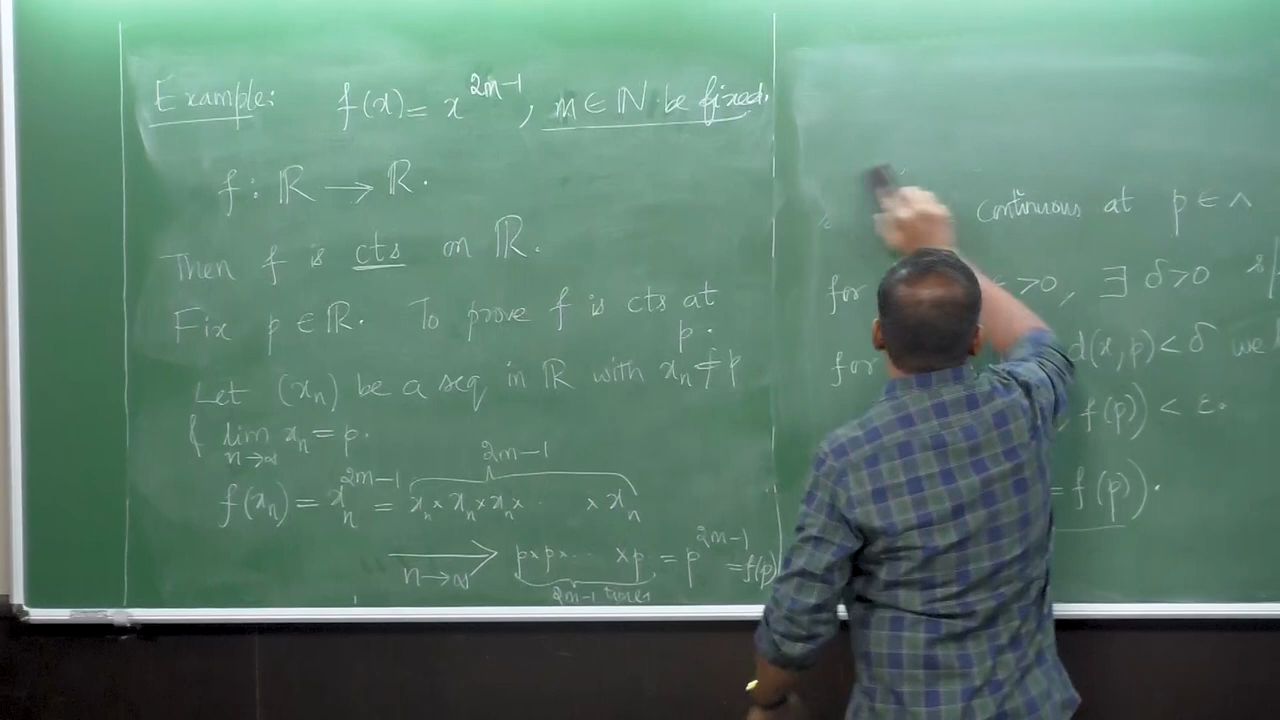 Example: f(x) = x^{2m-1}, m ∈ ℕ be fixed.
f : ℝ → ℝ.
Then f is cts on ℝ.
Fix p ∈ ℝ. To prove f is cts at
p.
Let (x_n) be a seq in ℝ with x_n ≠ p
& lim_{n→∞} x_n = p.
2m-1
f(x_n) = x_n^{2m-1} = x_n × x_n × x_n × ... × x_n
⟶_{n→∞} p×p×... ×p = p^{2m-1} = f(p)
2m-1 times
continuous at p ∈
for >0, ∃ δ>0
for d(x,p) < δ
f(p)) < ε.
= f(p)).